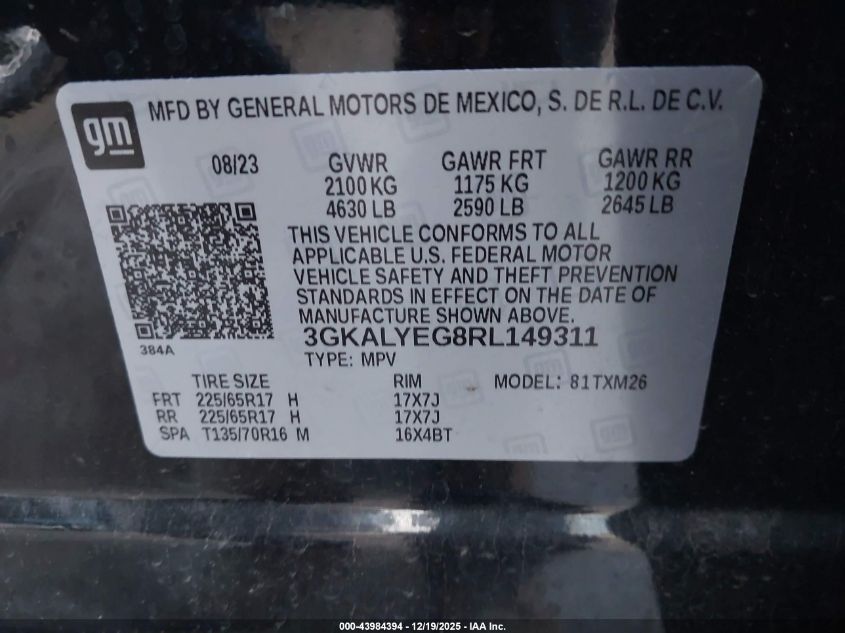 gm
MFD BY GENERAL MOTORS DE MEXICO, S. DE R.L. DE C.V.
08/23 GVWR GAWR FRT GAWR RR
2100 KG 1175 KG 1200 KG
4630 LB 2590 LB 2645 LB
THIS VEHICLE CONFORMS TO ALL
APPLICABLE U.S. FEDERAL MOTOR
VEHICLE SAFETY AND THEFT PREVENTION
STANDARDS IN EFFECT ON THE DATE OF
MANUFACTURE SHOWN ABOVE.
384A
3GKALYEG8RL149311
TYPE: MPV
TIRE SIZE RIM MODEL: 81TXM26
FRT 225/65R17 H 17X7J
RR 225/65R17 H 17X7J
SPA T135/70R16 M 16X4BT
000-43984394 - 12/19/2025 - IAA Inc.